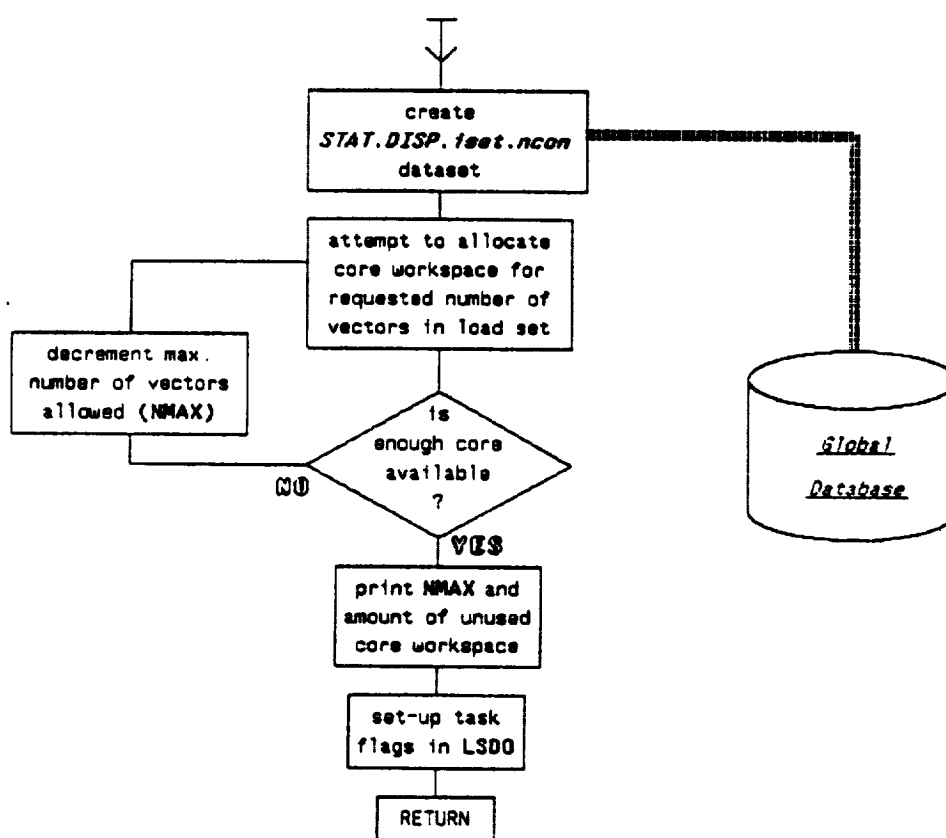 create
STAT.DISP.iset.ncon
dataset
attempt to allocate
core workspace for
requested number of
vectors in load set
decrement max.
number of vectors
allowed (NMAX)
is
enough core
available
?
NO
YES
Global
Database
print NMAX and
amount of unused
core workspace
set-up task
flags in LSDO
RETURN